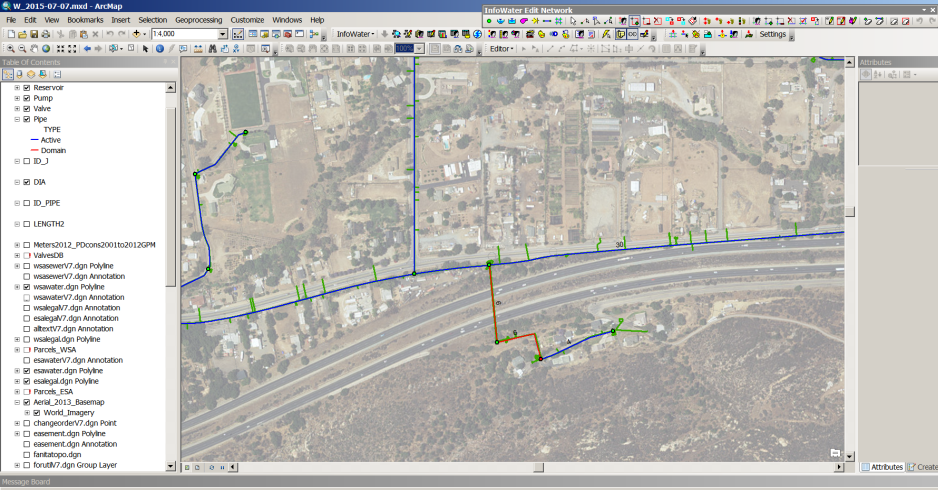 W_2015-07-07.mxd - ArcMap
InfoWater Edit Network
File Edit View Bookmarks Insert Selection Geoprocessing Customize Windows Help
1:4,000
InfoWater
Settings
100%
Editor
Table Of Contents
Attributes
Reservoir
Pump
Valve
Pipe
TYPE
Active
Domain
ID_J
DIA
ID_PIPE
LENGTH2
Meters2012_PDcons2001to2012GPM
ValvesDB
wsasewerV7.dgn Polyline
wsasewerV7.dgn Annotation
wsawater.dgn Polyline
wsawaterV7.dgn Annotation
wsalegalV7.dgn Annotation
esalegalV7.dgn Annotation
alltextV7.dgn Annotation
wsalegal.dgn Polyline
Parcels_WSA
esawaterV7.dgn Annotation
esawater.dgn Polyline
esalegal.dgn Polyline
Parcels_ESA
Aerial_2013_Basemap
World_Imagery
changeorderV7.dgn Point
easement.dgn Polyline
easement.dgn Annotation
fanitatopo.dgn
forutilV7.dgn Group Layer
30
6
6
4
Attributes
Create
Message Board